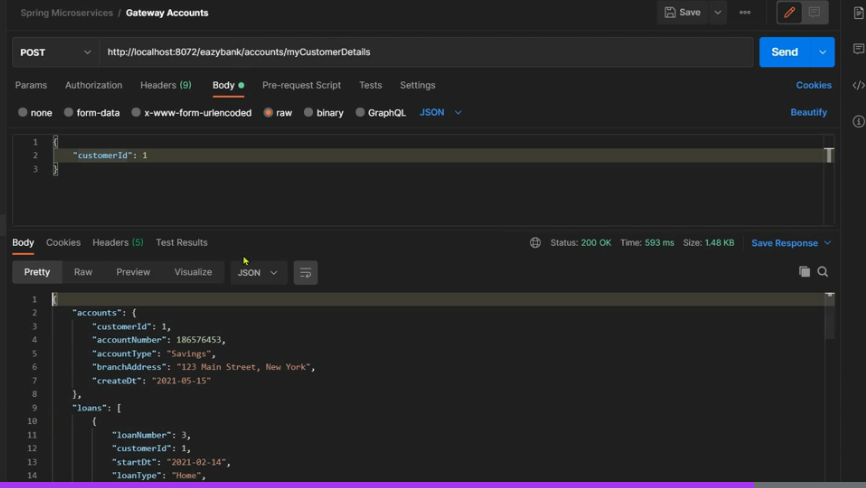 Spring Microservices / Gateway Accounts
Save
POST http://localhost:8072/eazybank/accounts/myCustomerDetails Send
Params Authorization Headers (9) Body Pre-request Script Tests Settings Cookies
none form-data x-www-form-urlencoded raw binary GraphQL JSON Beautify
1 {
2 "customerId": 1
3 }
Body Cookies Headers (5) Test Results Status: 200 OK Time: 593 ms Size: 1.48 KB Save Response
Pretty Raw Preview Visualize JSON
1 {
2 "accounts": {
3 "customerId": 1,
4 "accountNumber": 186576453,
5 "accountType": "Savings",
6 "branchAddress": "123 Main Street, New York",
7 "createDt": "2021-05-15"
8 },
9 "loans": [
10 {
11 "loanNumber": 3,
12 "customerId": 1,
13 "startDt": "2021-02-14",
14 "loanType": "Home",